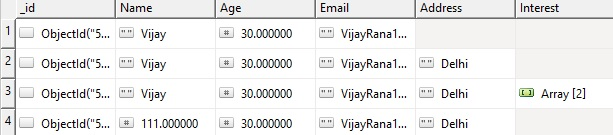 _id Name Age Email Address Interest
1 ObjectId("5... "" Vijay # 30.000000 "" VijayRana1...
2 ObjectId("5... "" Vijay # 30.000000 "" VijayRana1... "" Delhi
3 ObjectId("5... "" Vijay # 30.000000 "" VijayRana1... "" Delhi Array [2]
4 ObjectId("5... # 111.000000 # 30.000000 "" VijayRana1... "" Delhi